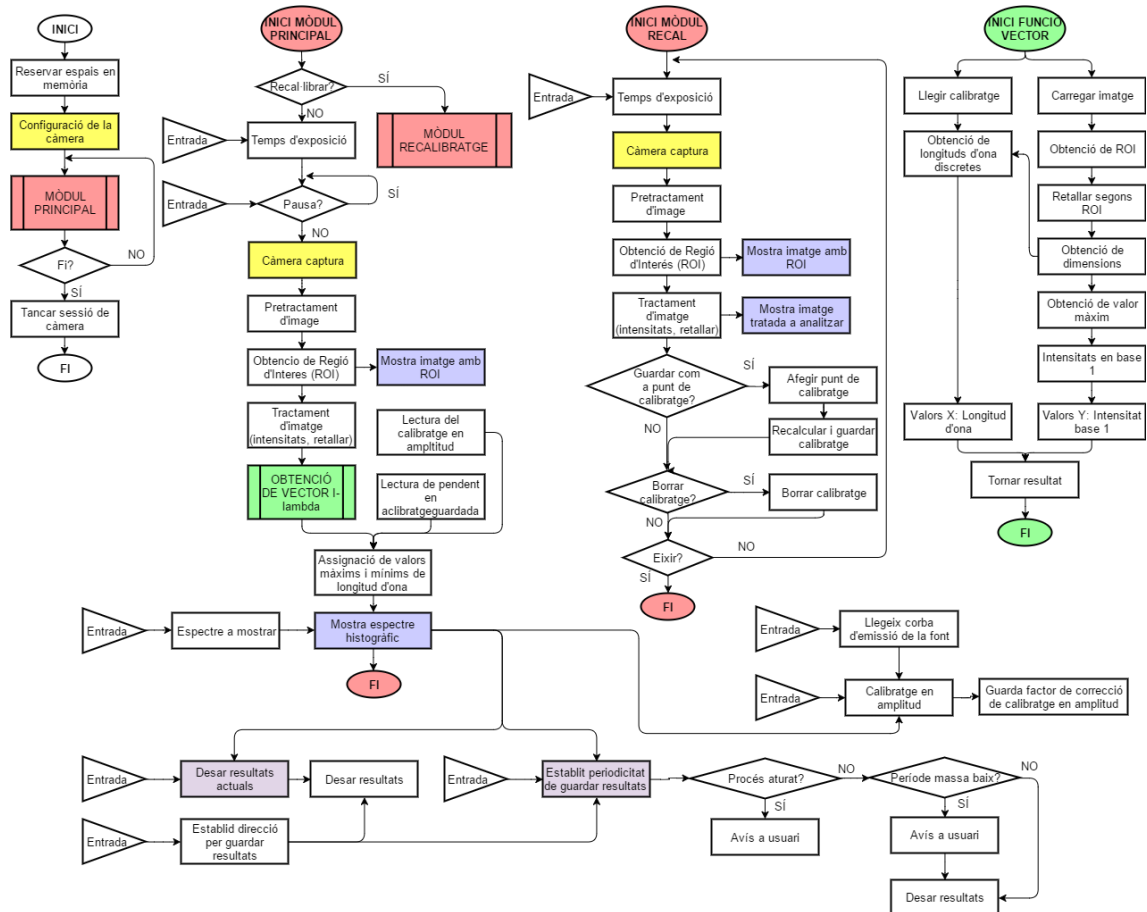 INICI
Reservar espais en
memòria
Configuració de la
càmera
MÒDUL
PRINCIPAL
Fi?
NO
SÍ
Tancar sessió de
càmera
FI
INICI MÒDUL
PRINCIPAL
Recal·librar?
SÍ
NO
MÒDUL
RECALIBRATGE
Entrada
Temps d'exposició
Entrada
Pausa?
SÍ
NO
Càmera captura
Pretractament
d'image
Obtencio de Regió
d'Interes (ROI)
Mostra imatge amb
ROI
Tractament
d'imatge
(intensitats, retallar)
Lectura del
calibratge en
ampltitud
OBTENCIÓ
DE VECTOR I-
lambda
Lectura de pendent
en
aclibratgeguardada
Assignació de valors
màxims i mínims de
longitud d'ona
Entrada
Espectre a mostrar
Mostra espectre
histogràfic
FI
INICI MÒDUL
RECAL
Entrada
Temps d'exposició
Càmera captura
Pretractament
d'image
Obtenció de Regió
d'Interés (ROI)
Mostra imatge amb
ROI
Tractament
d'imatge
(intensitats, retallar)
Mostra imatge
tratada a analitzar
Guardar com
a punt de
calibratge?
SÍ
Afegir punt de
calibratge
NO
Recalcular i guardar
calibratge
Borrar
calibratge?
SÍ
Borrar calibratge
NO
Eixir?
NO
SÍ
FI
INICI FUNCIÓ
VECTOR
Llegir calibratge
Carregar imatge
Obtenció de
longituds d'ona
discretes
Obtenció de ROI
Retallar segons
ROI
Obtenció de
dimensions
Obtenció de valor
màxim
Intensitats en base
1
Valors X: Longitud
d'ona
Valors Y: Intensitat
base 1
Tornar resultat
FI
Entrada
Llegeix corba
d'emissió de la font
Entrada
Calibratge en
amplitud
Guarda factor de correcció
de calibratge en amplitud
Entrada
Desar resultats
actuals
Desar resultats
Entrada
Establid direcció
per guardar
resultats
Entrada
Establit periodicitat
de guardar resultats
Procés aturat?
NO
SÍ
Avís a usuari
Període massa baix?
NO
SÍ
Avís a usuari
Desar resultats